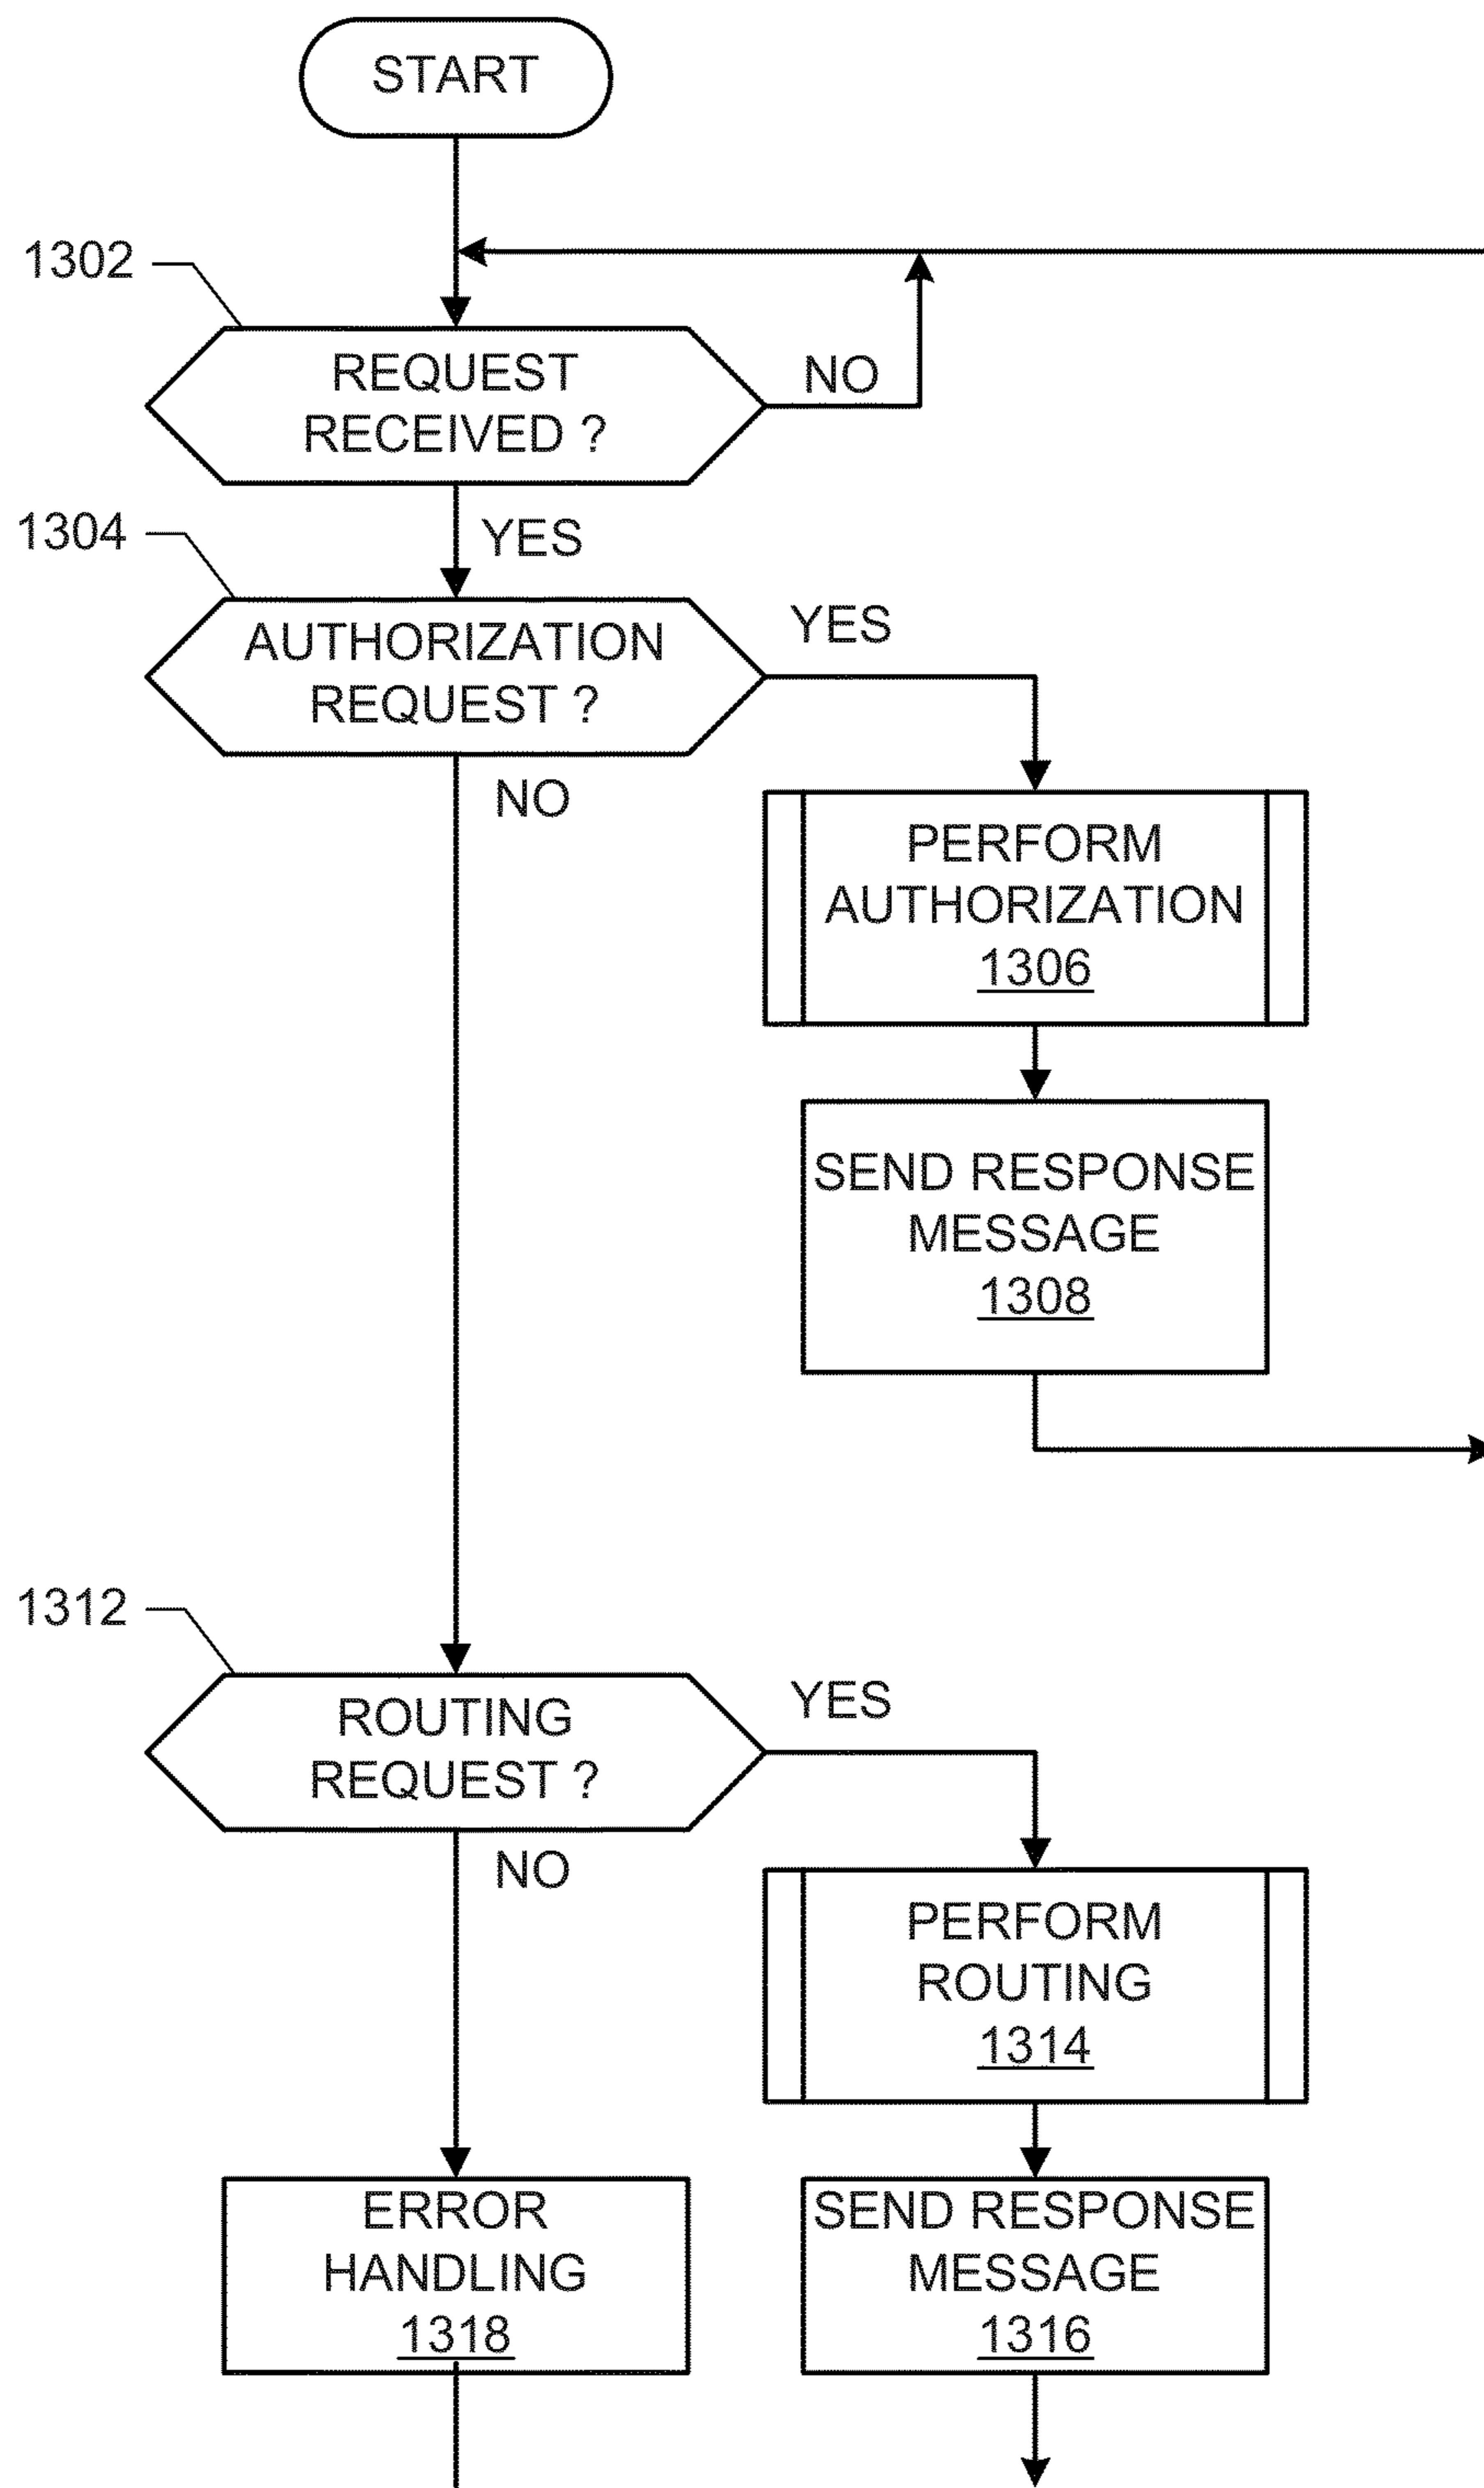 START
1302
REQUEST
RECEIVED ?
NO
1304
YES
AUTHORIZATION
REQUEST ?
YES
NO
PERFORM
AUTHORIZATION
1306
SEND RESPONSE
MESSAGE
1308
1312
ROUTING
REQUEST ?
YES
NO
PERFORM
ROUTING
1314
ERROR
HANDLING
1318
SEND RESPONSE
MESSAGE
1316